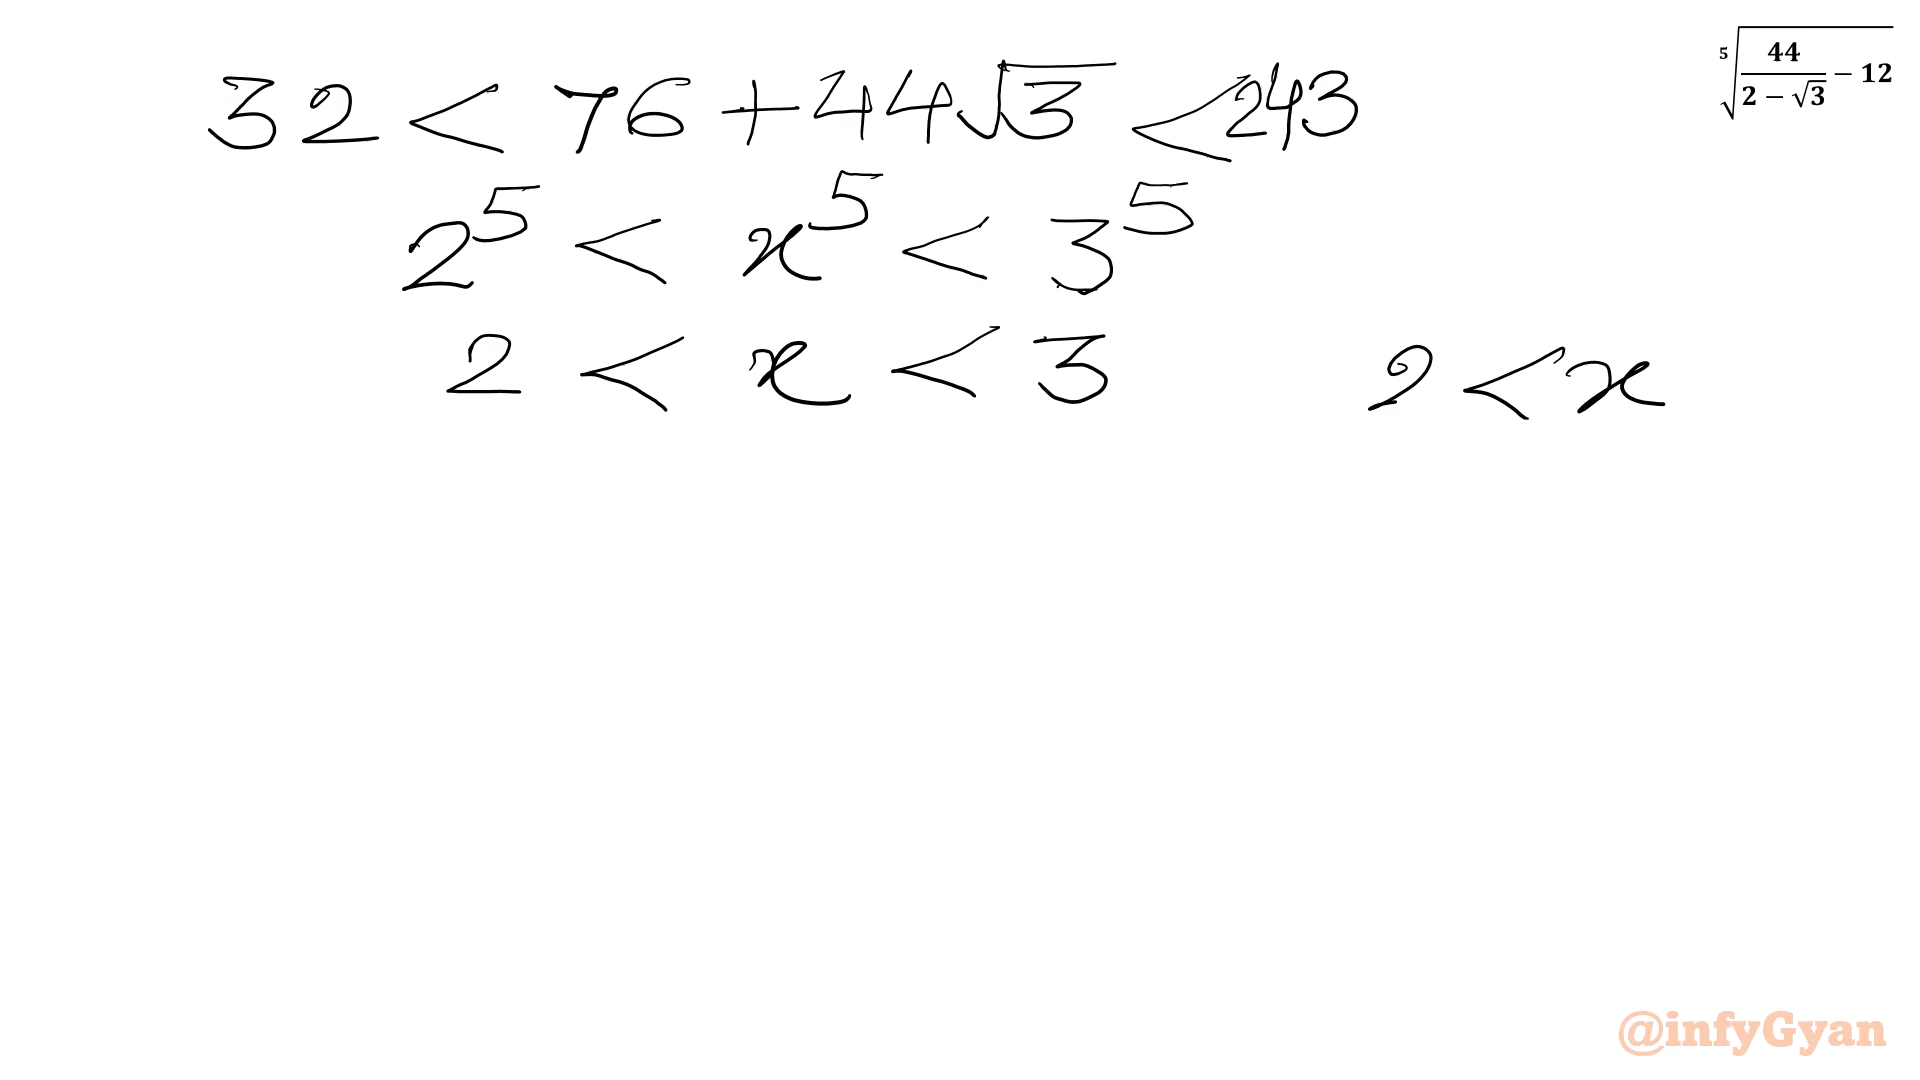 32 < 76 + 44√3 < 243
⁵√(44/(2 − √3) − 12)
2⁵ < x⁵ < 3⁵
2 < x < 3
2 < x
@infyGyan